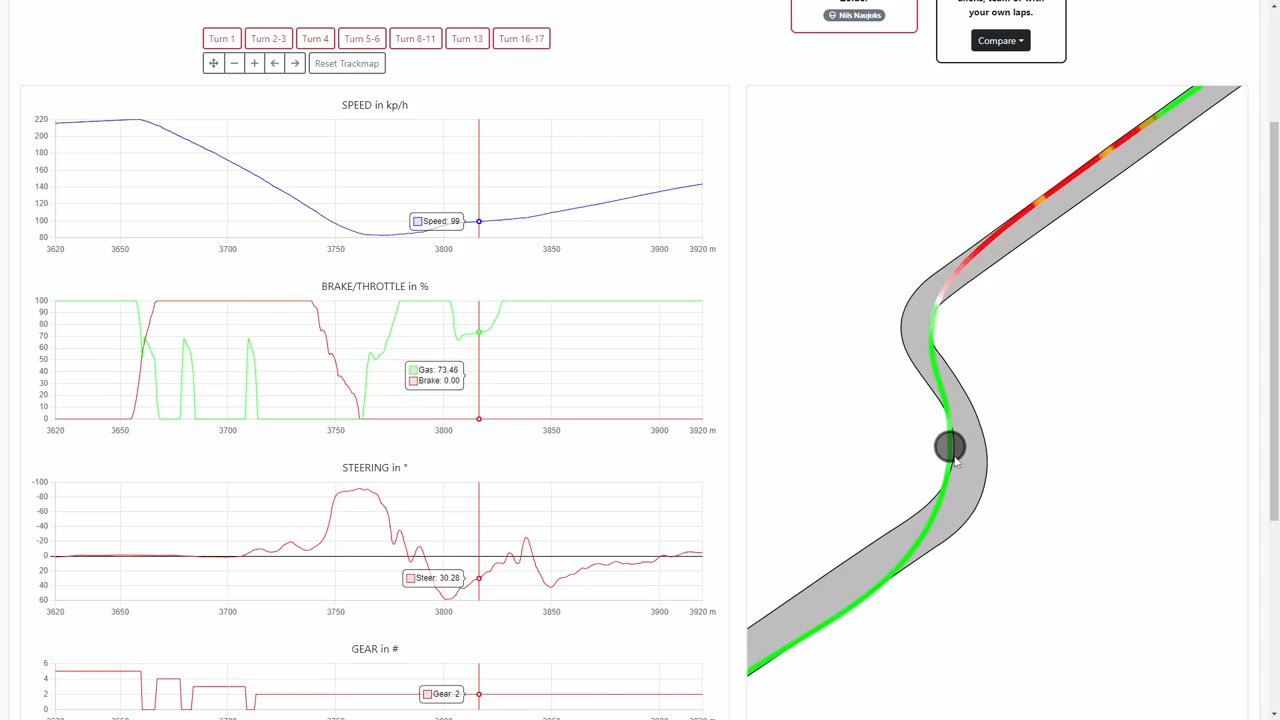 your own laps.
Nils Naujoks
Compare
Turn 1 Turn 2-3 Turn 4 Turn 5-6 Turn 8-11 Turn 13 Turn 16-17
Reset Trackmap
SPEED in kp/h
220
200
180
160
140
120
100
80
Speed: 99
3620 3650 3700 3750 3800 3850 3900 3920 m
BRAKE/THROTTLE in %
100
90
80
70
60
50
40
30
20
10
0
Gas: 73.46
Brake: 0.00
3620 3650 3700 3750 3800 3850 3900 3920 m
STEERING in °
-100
-80
-60
-40
-20
0
20
40
60
Steer: 30.28
3620 3650 3700 3750 3800 3850 3900 3920 m
GEAR in #
6
4
2
0
Gear: 2